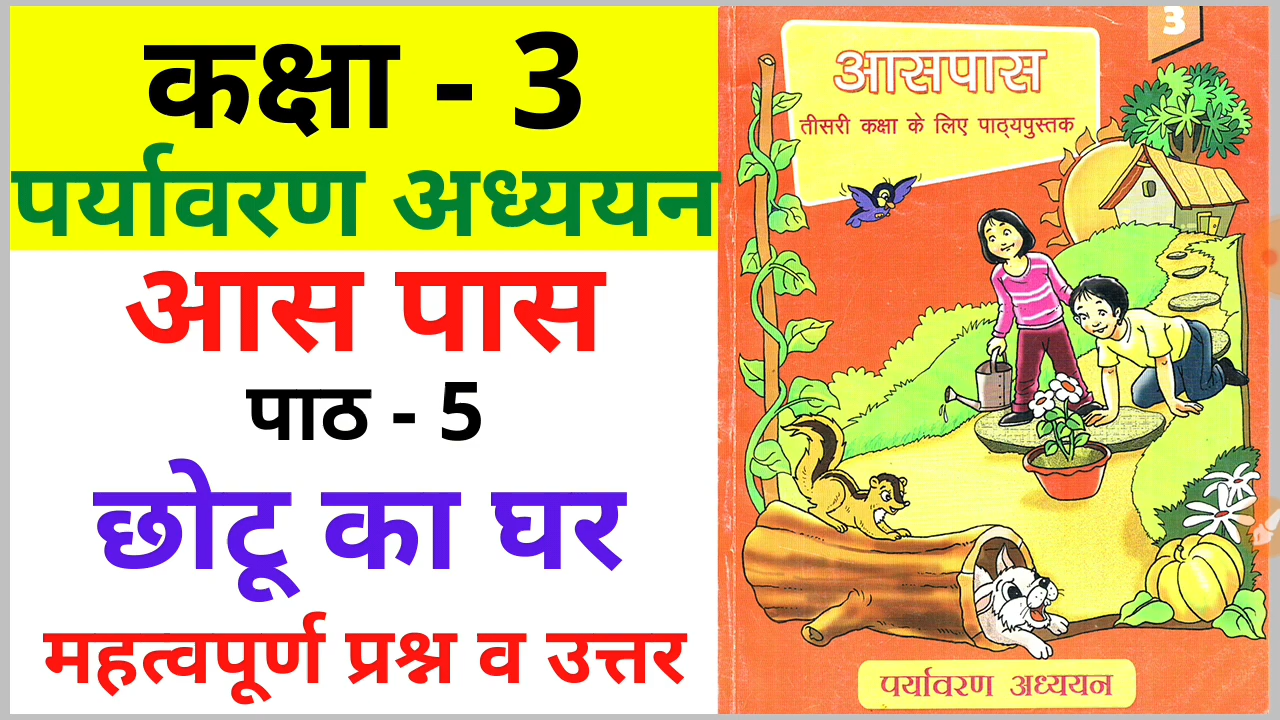 कक्षा - 3
पर्यावरण अध्ययन
आस पास
पाठ - 5
छोटू का घर
महत्वपूर्ण प्रश्न व उत्तर
3
आसपास
तीसरी कक्षा के लिए पाठ्यपुस्तक
पर्यावरण अध्ययन